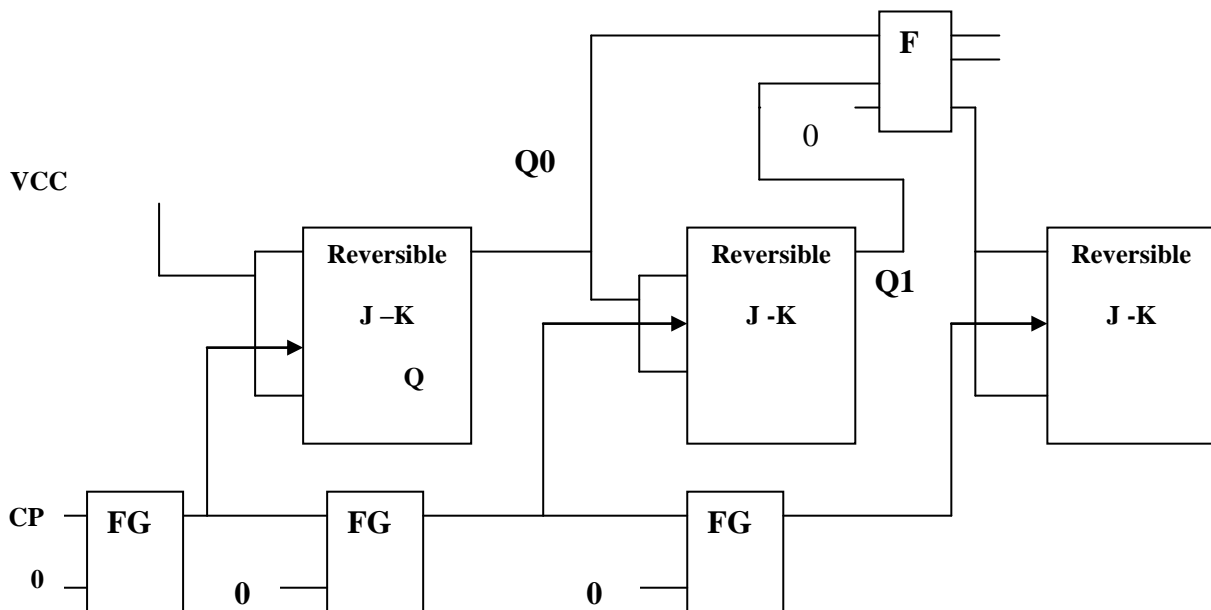 F
0
Q0
VCC
Reversible
J –K
Q
Reversible
J -K
Q1
Reversible
J -K
CP
FG
0
FG
0
FG
0